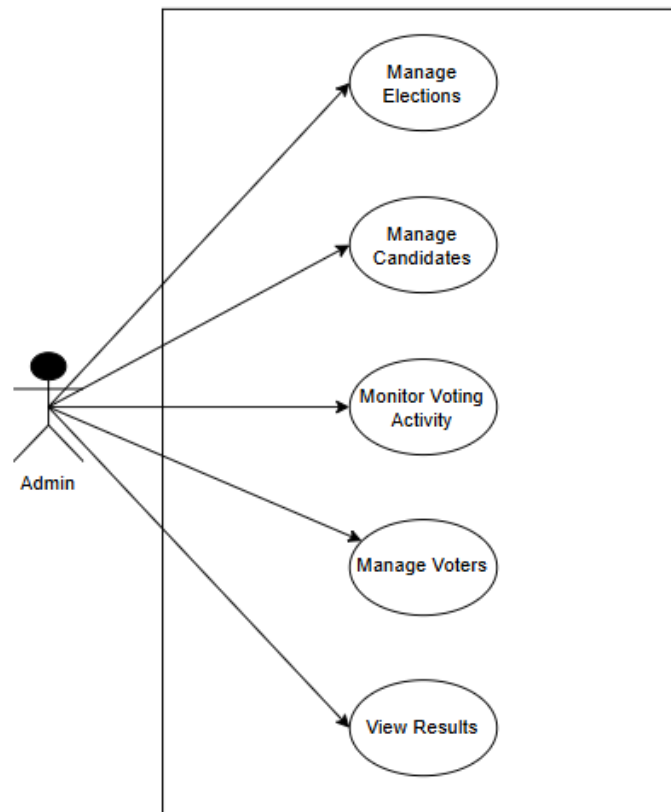 Manage
Elections
Manage
Candidates
Monitor Voting
Activity
Admin
Manage Voters
View Results